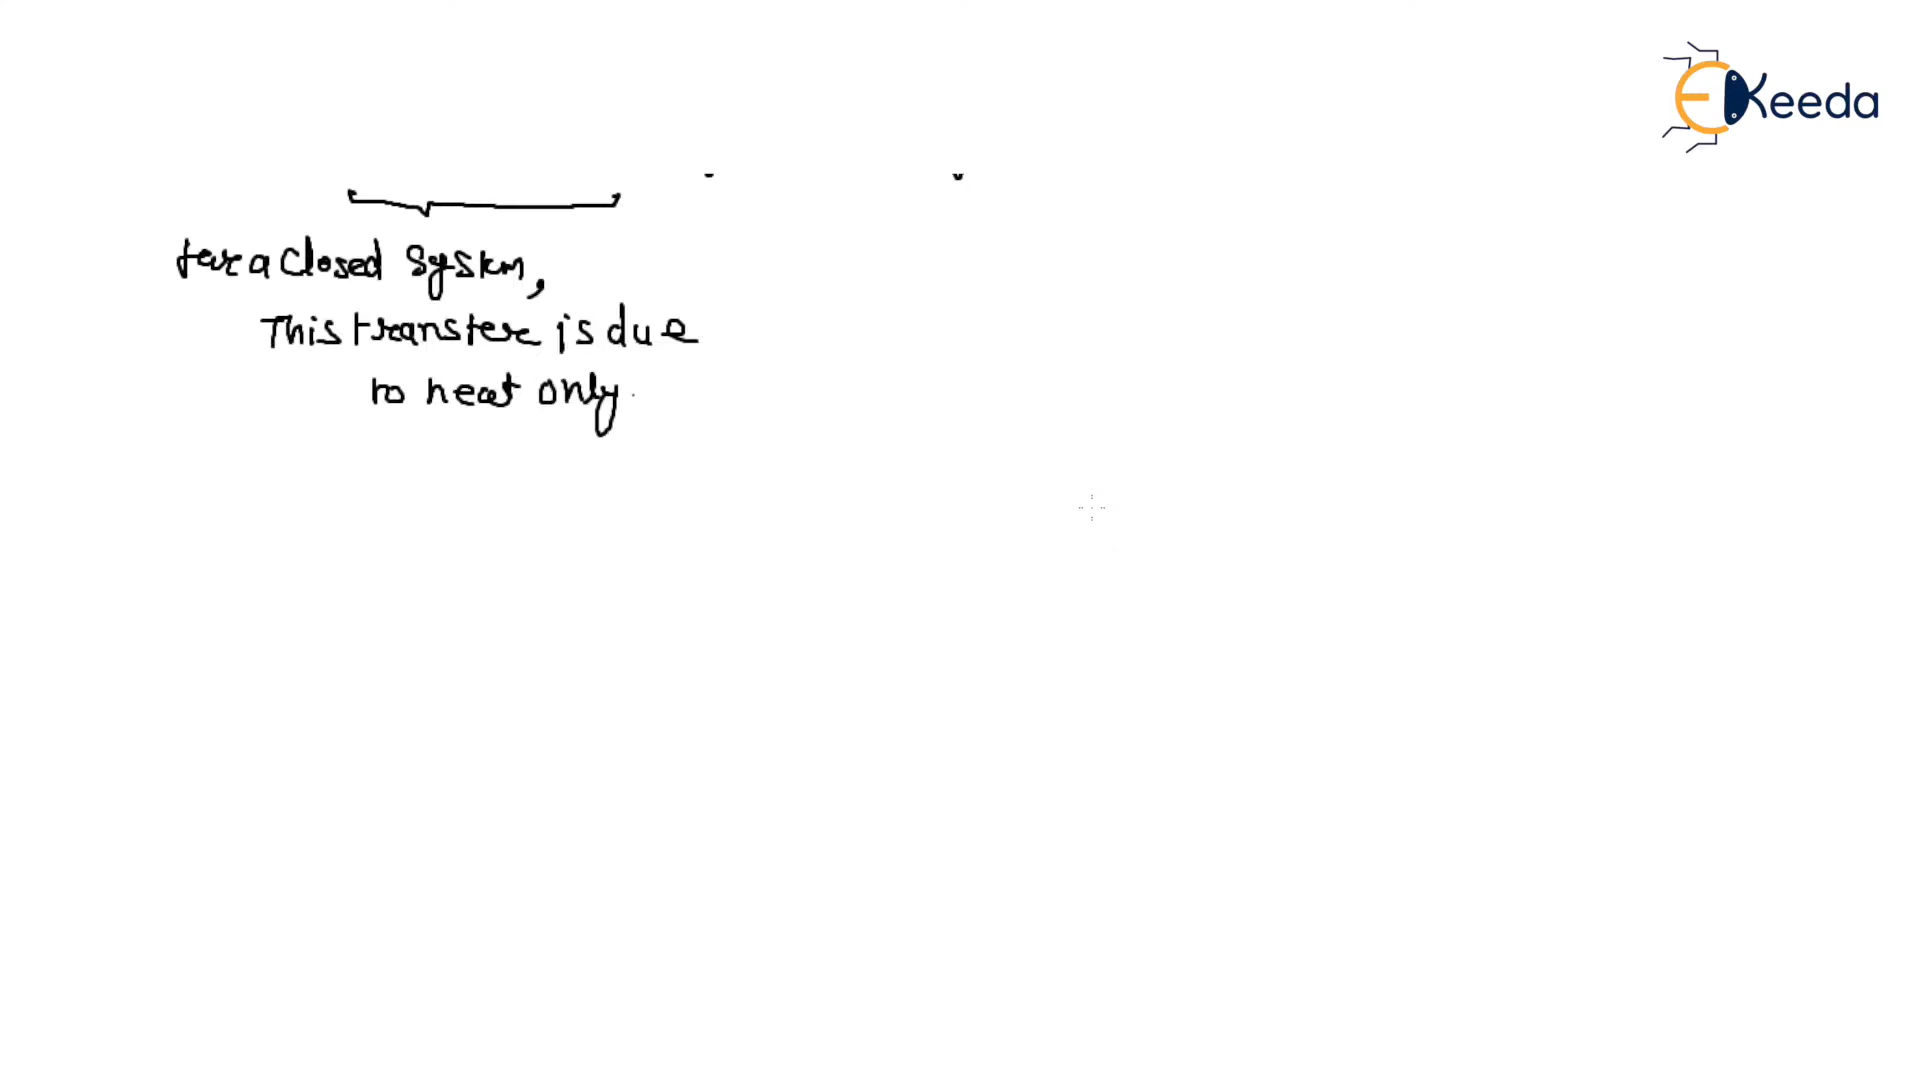 EKeeda
for a closed system,
This transfer is due
to heat only.